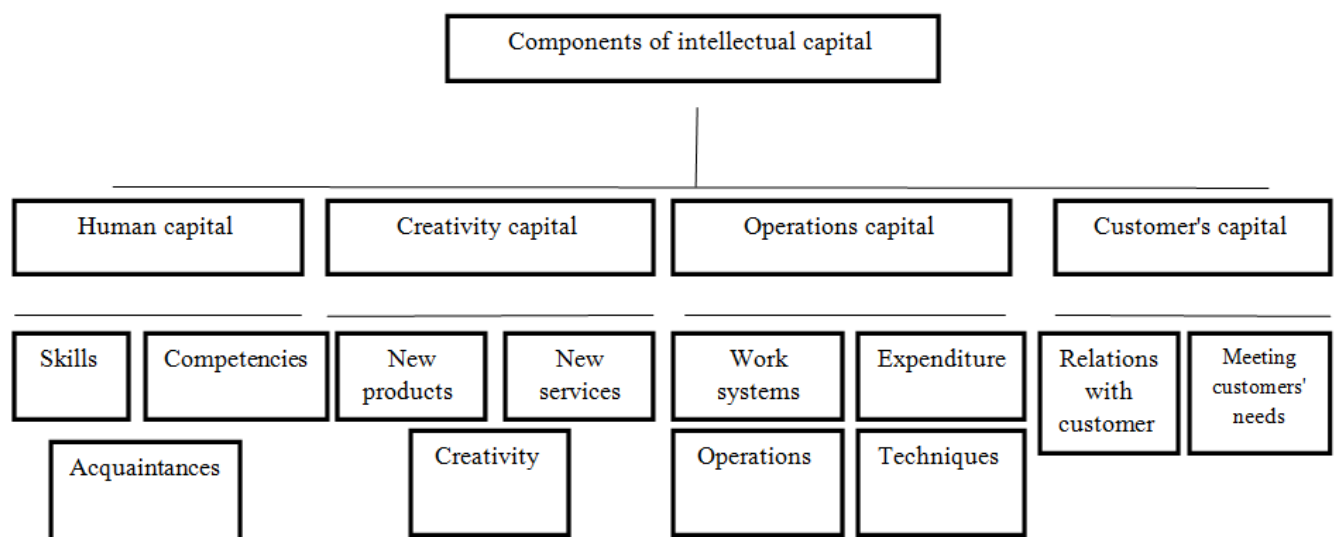 Components of intellectual capital
Human capital
Creativity capital
Operations capital
Customer's capital
Skills
Competencies
New
products
New
services
Work
systems
Expenditure
Relations
with
customer
Meeting
customers'
needs
Acquaintances
Creativity
Operations
Techniques